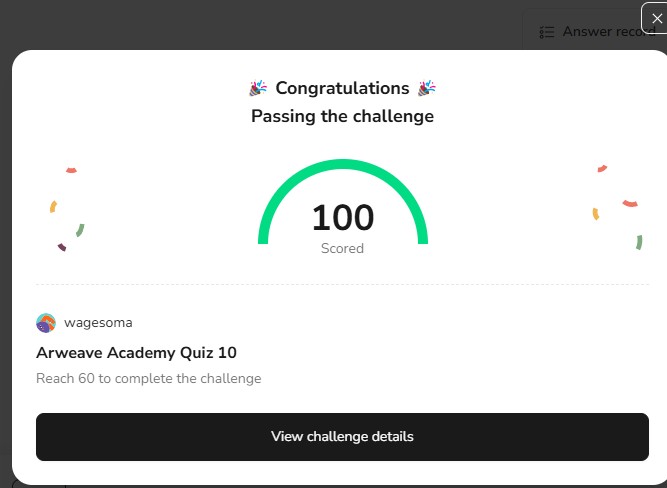 Answer record
Congratulations
Passing the challenge
100
Scored
wagesoma
Arweave Academy Quiz 10
Reach 60 to complete the challenge
View challenge details